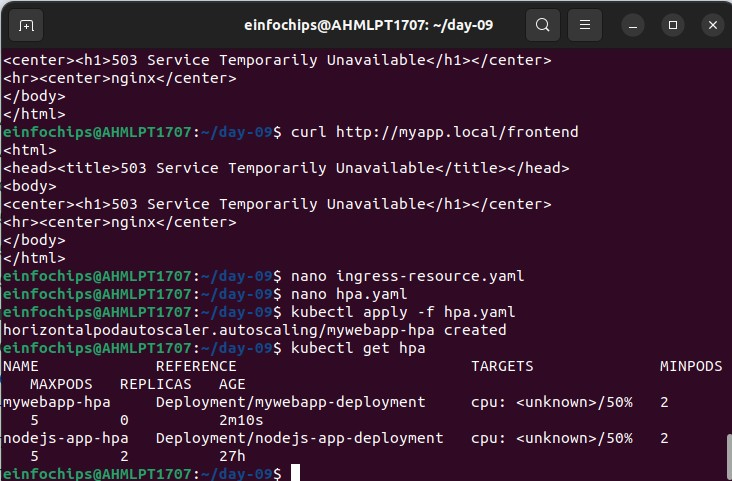 einfochips@AHMLPT1707: ~/day-09
<center><h1>503 Service Temporarily Unavailable</h1></center>
<hr><center>nginx</center>
</body>
</html>
einfochips@AHMLPT1707:~/day-09$ curl http://myapp.local/frontend
<html>
<head><title>503 Service Temporarily Unavailable</title></head>
<body>
<center><h1>503 Service Temporarily Unavailable</h1></center>
<hr><center>nginx</center>
</body>
</html>
einfochips@AHMLPT1707:~/day-09$ nano ingress-resource.yaml
einfochips@AHMLPT1707:~/day-09$ nano hpa.yaml
einfochips@AHMLPT1707:~/day-09$ kubectl apply -f hpa.yaml
horizontalpodautoscaler.autoscaling/mywebapp-hpa created
einfochips@AHMLPT1707:~/day-09$ kubectl get hpa
NAME REFERENCE TARGETS MINPODS
MAXPODS REPLICAS AGE
mywebapp-hpa Deployment/mywebapp-deployment cpu: <unknown>/50% 2
5 0 2m10s
nodejs-app-hpa Deployment/nodejs-app-deployment cpu: <unknown>/50% 2
5 2 27h
einfochips@AHMLPT1707:~/day-09$